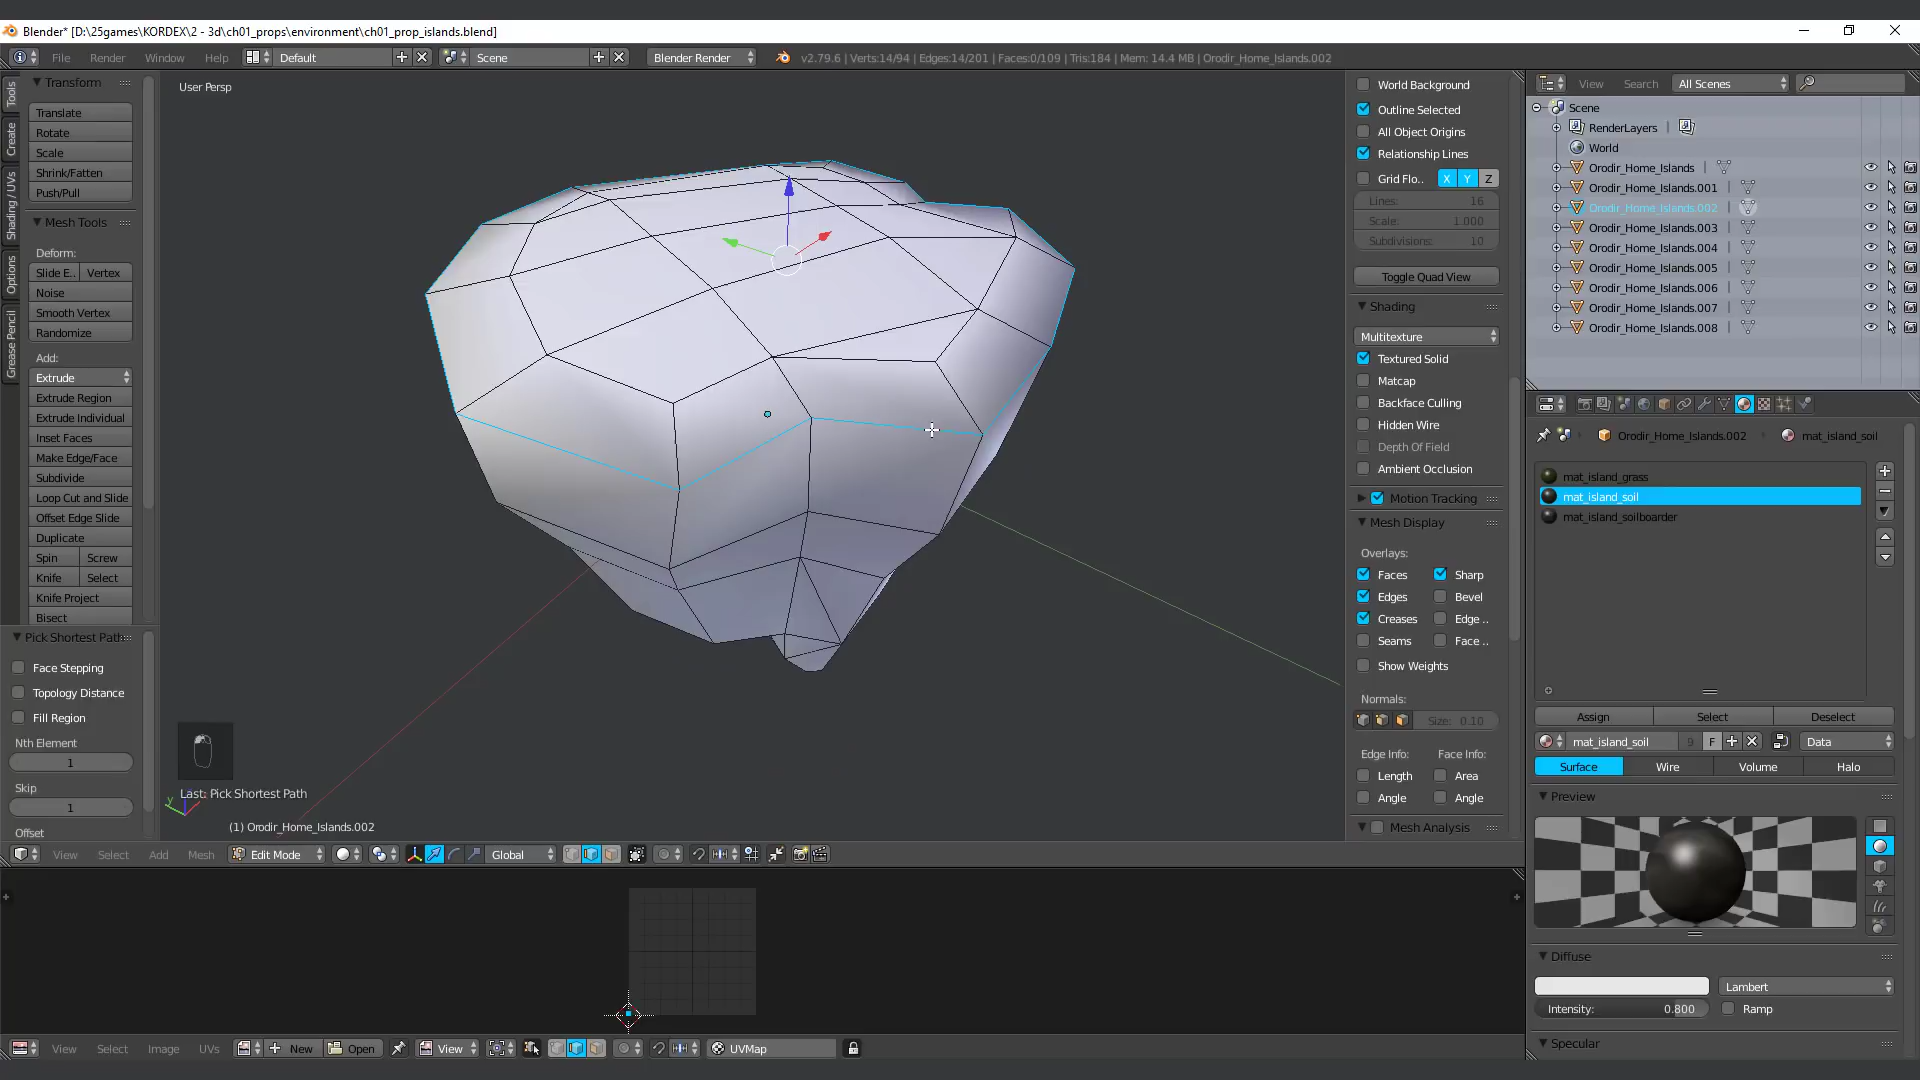 Blender* [D:\25games\KORDEX\2 - 3d\ch01_props\environment\ch01_prop_islands.blend]
File Render Window Help Default Scene Blender Render v2.79.6 | Verts:14/94 | Edges:14/201 | Faces:0/109 | Tris:184 | Mem: 14.4 MB | Orodir_Home_Islands.002
Tools
Create
Shading / UVs
Options
Grease Pencil
Transform
Translate
Rotate
Scale
Shrink/Fatten
Push/Pull
Mesh Tools
Deform:
Slide E.. Vertex
Noise
Smooth Vertex
Randomize
Add:
Extrude
Extrude Region
Extrude Individual
Inset Faces
Make Edge/Face
Subdivide
Loop Cut and Slide
Offset Edge Slide
Duplicate
Spin Screw
Knife Select
Knife Project
Bisect
Pick Shortest Path
Face Stepping
Topology Distance
Fill Region
Nth Element
1
Skip
1
Offset
User Persp
Last: Pick Shortest Path
(1) Orodir_Home_Islands.002
World Background
Outline Selected
All Object Origins
Relationship Lines
Grid Flo.. X Y Z
Lines: 16
Scale: 1.000
Subdivisions: 10
Toggle Quad View
Shading
Multitexture
Textured Solid
Matcap
Backface Culling
Hidden Wire
Depth Of Field
Ambient Occlusion
Motion Tracking
Mesh Display
Overlays:
Faces Sharp
Edges Bevel
Creases Edge ..
Seams Face ..
Show Weights
Normals:
Size: 0.10
Edge Info: Face Info:
Length Area
Angle Angle
Mesh Analysis
View Select Add Mesh Edit Mode Global
View Select Image UVs New Open View UVMap
View Search All Scenes
Scene
RenderLayers
World
Orodir_Home_Islands
Orodir_Home_Islands.001
Orodir_Home_Islands.002
Orodir_Home_Islands.003
Orodir_Home_Islands.004
Orodir_Home_Islands.005
Orodir_Home_Islands.006
Orodir_Home_Islands.007
Orodir_Home_Islands.008
Orodir_Home_Islands.002 mat_island_soil
mat_island_grass
mat_island_soil
mat_island_soilboarder
Assign Select Deselect
mat_island_soil 9 F Data
Surface Wire Volume Halo
Preview
Diffuse
Lambert
Intensity: 0.800 Ramp
Specular